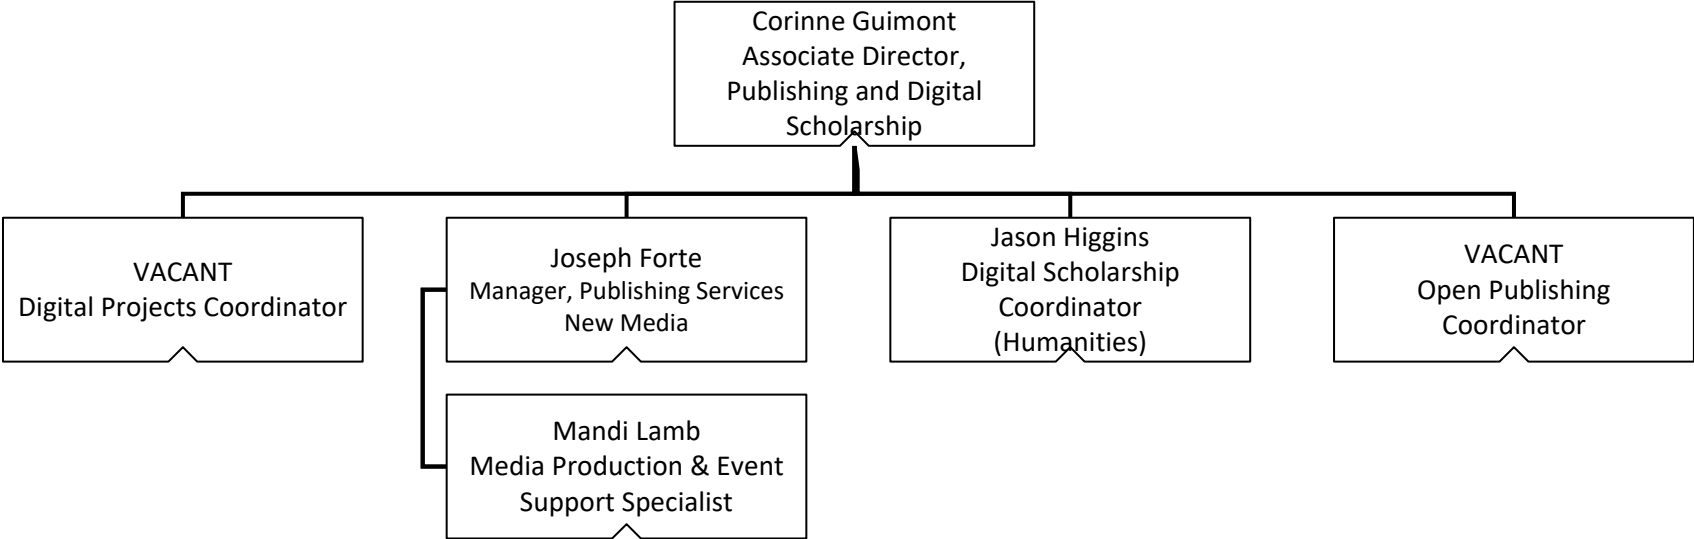 Corinne Guimont
Associate Director,
Publishing and Digital
Scholarship
VACANT
Digital Projects Coordinator
Joseph Forte
Manager, Publishing Services
New Media
Jason Higgins
Digital Scholarship
Coordinator
(Humanities)
VACANT
Open Publishing
Coordinator
Mandi Lamb
Media Production & Event
Support Specialist